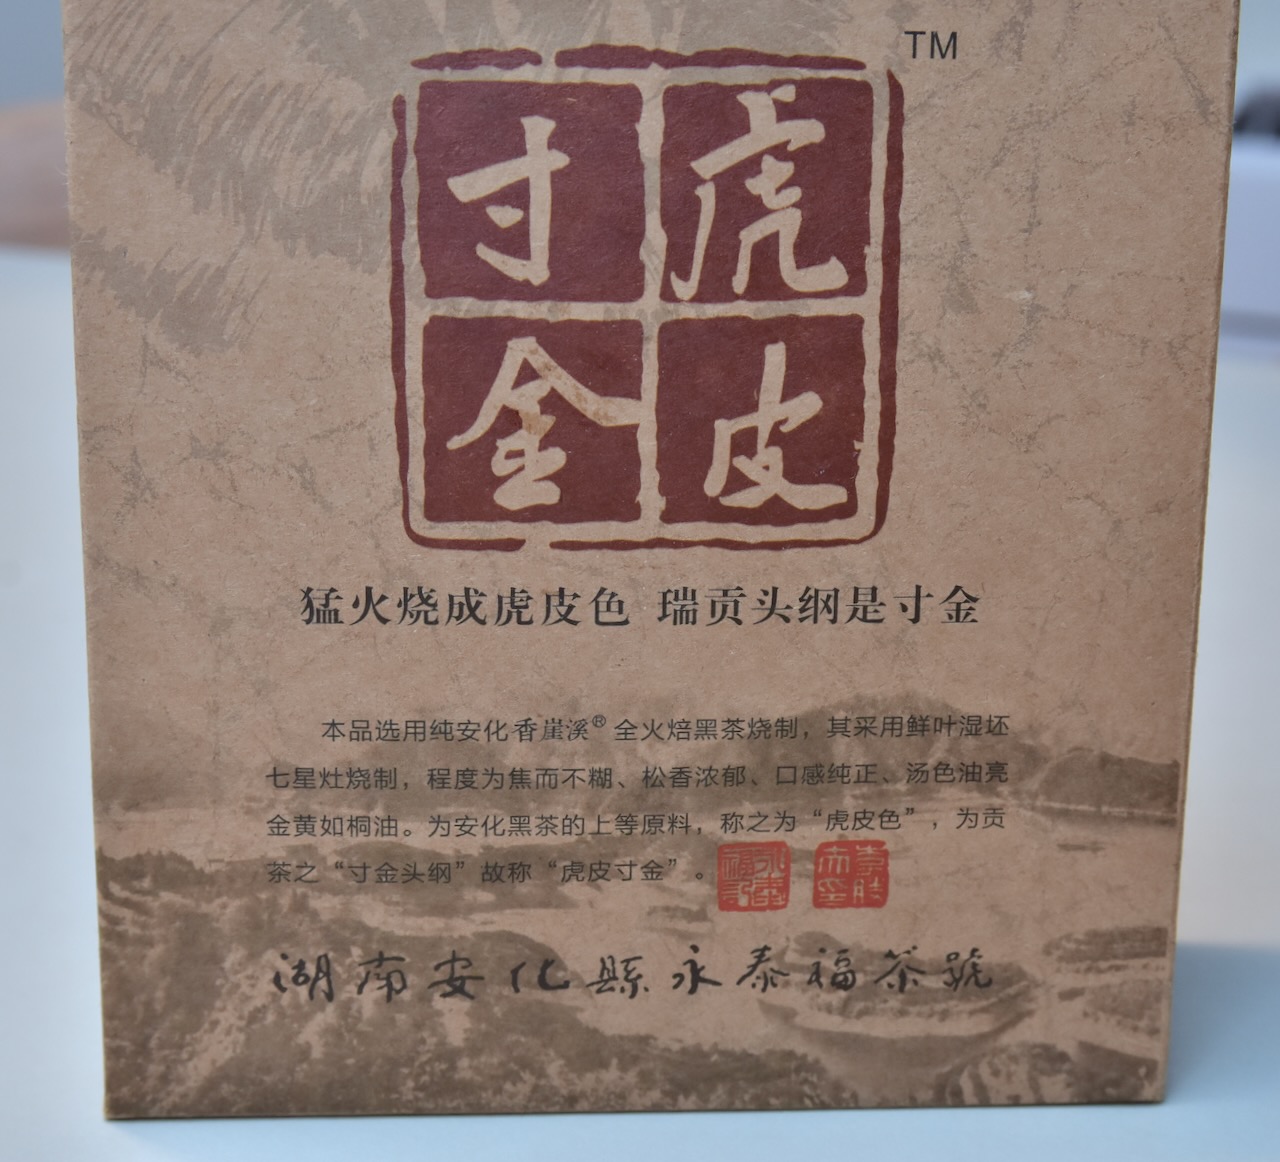 虎皮
寸金
TM
猛火烧成虎皮色 瑞贡头纲是寸金
本品选用纯安化香崖溪® 全火焙黑茶烧制，其采用鲜叶湿坯
七星灶烧制，程度为焦而不糊、松香浓郁、口感纯正、汤色油亮
金黄如桐油。为安化黑茶的上等原料，称之为“虎皮色”，为贡
茶之“寸金头纲”故称“虎皮寸金”。
湖南安化縣永泰福茶號